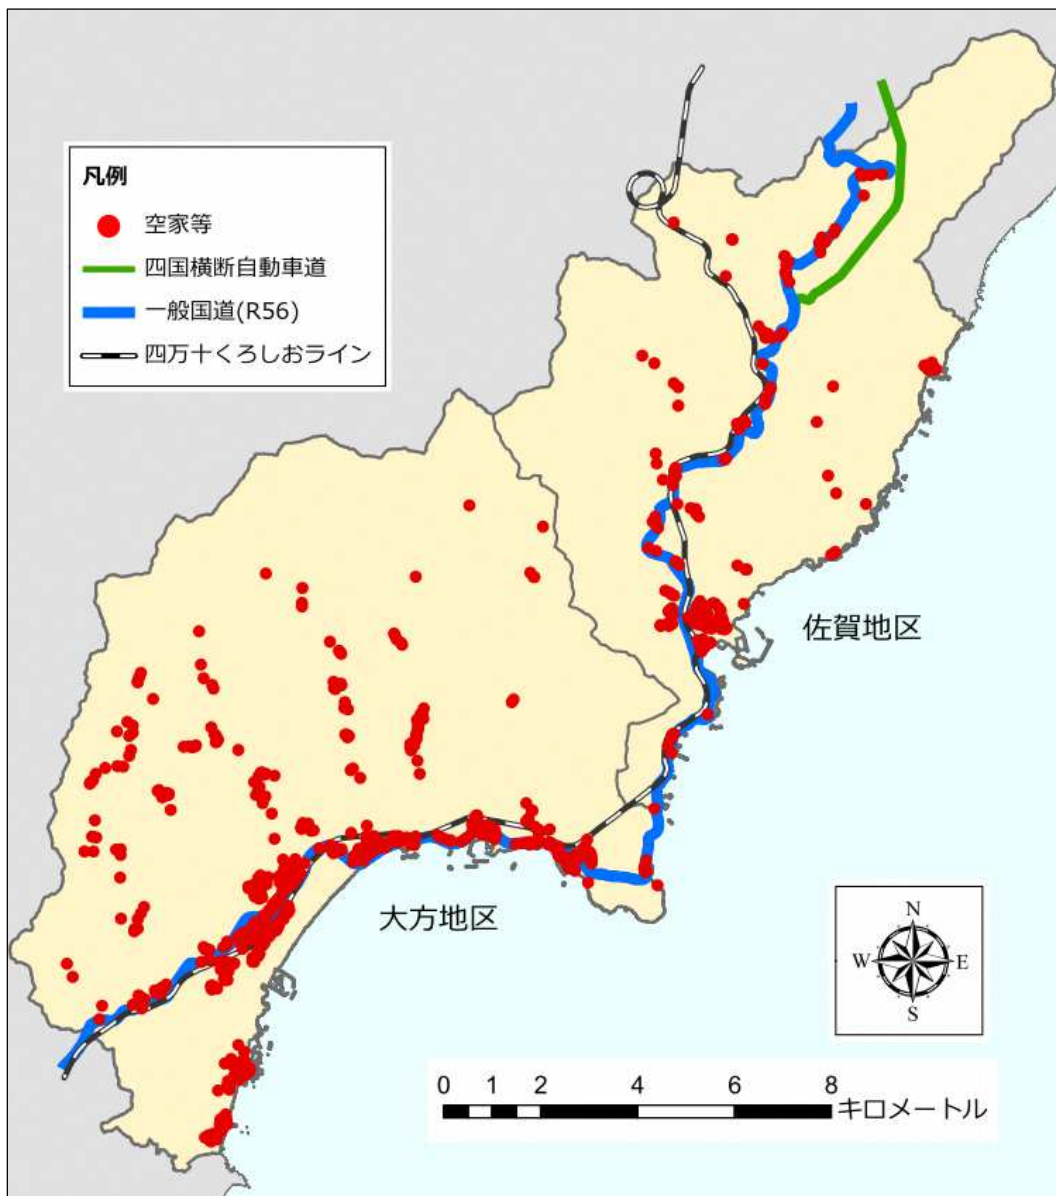 凡例
空家等
四国横断自動車道
一般国道(R56)
四万十くろしおライン
佐賀地区
大方地区
N
W E
S
0 1 2 4 6 8
キロメートル